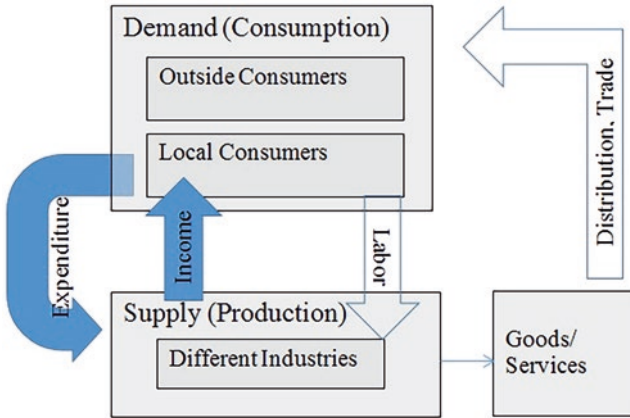 Demand (Consumption)
Outside Consumers
Local Consumers
Expenditure
Income
Labor
Distribution, Trade
Supply (Production)
Different Industries
Goods/
Services